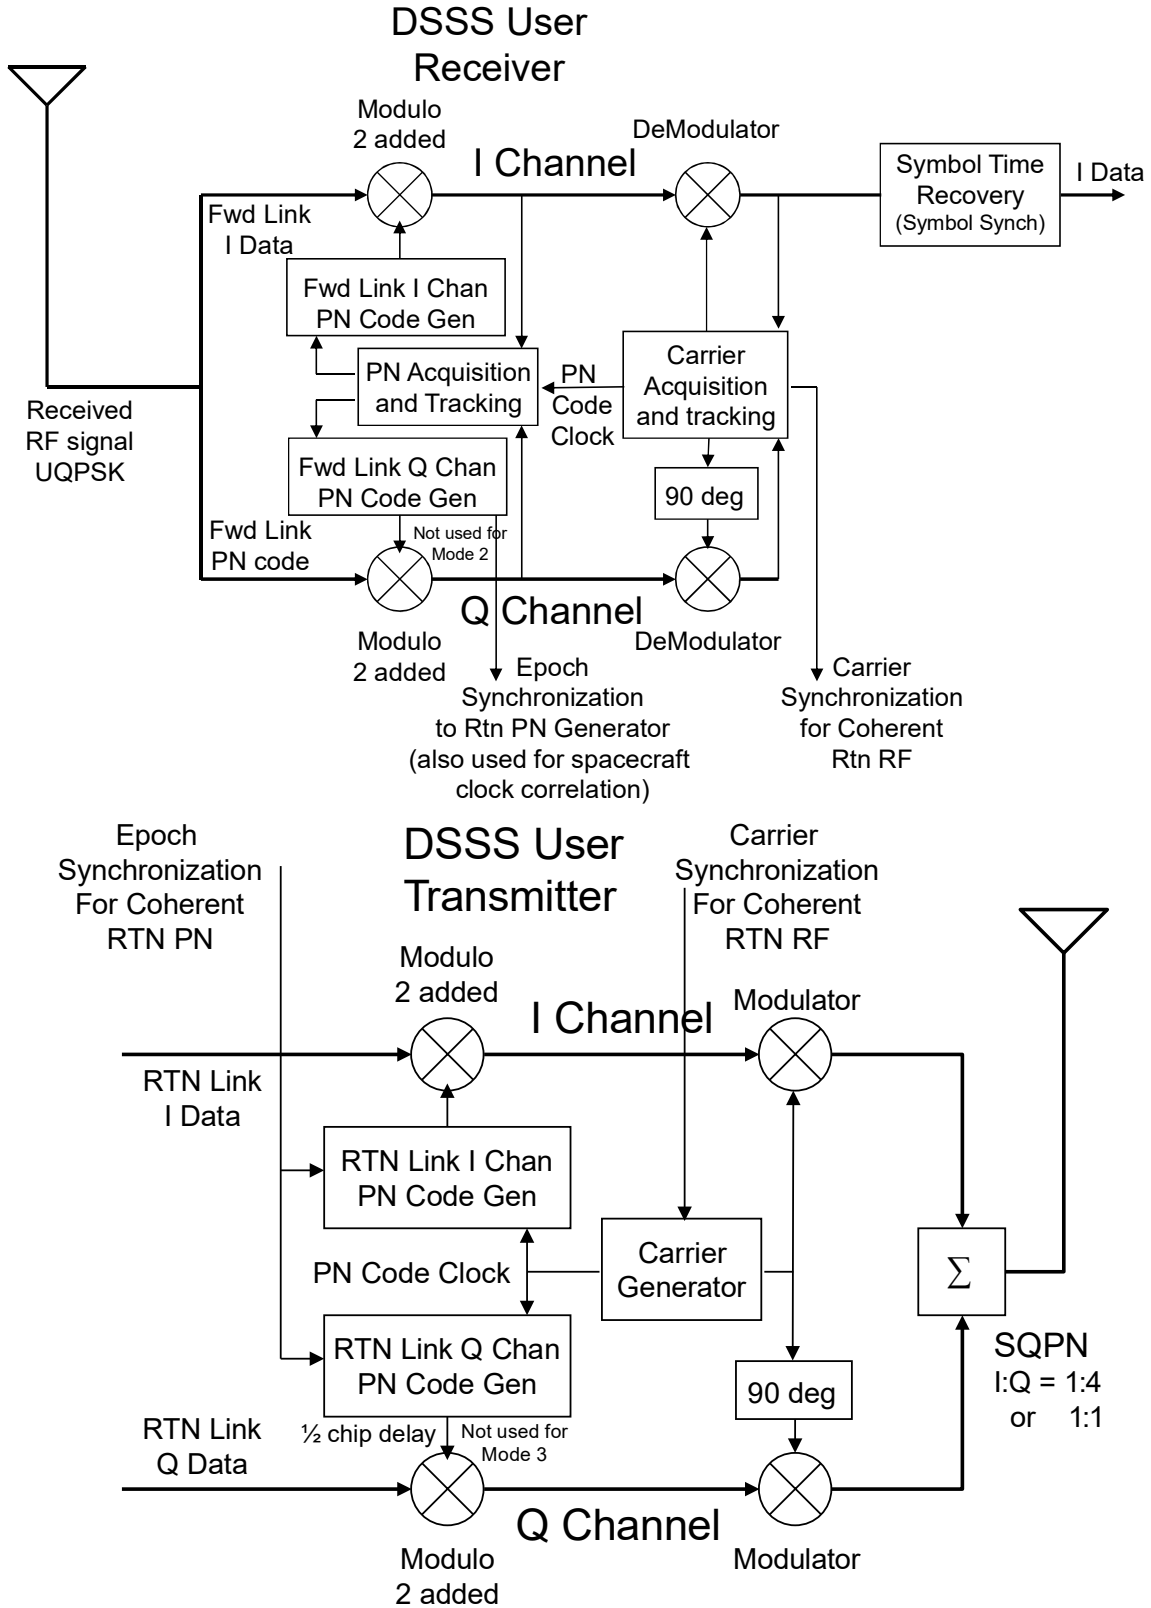 DSSS User
Receiver
Modulo
2 added
I Channel
DeModulator
Symbol Time
Recovery
(Symbol Synch)
I Data
Fwd Link
I Data
Fwd Link I Chan
PN Code Gen
PN Acquisition
and Tracking
PN
Code
Clock
Carrier
Acquisition
and tracking
Received
RF signal
UQPSK
Fwd Link Q Chan
PN Code Gen
90 deg
Fwd Link
PN code
Not used for
Mode 2
Q Channel
Modulo
2 added
DeModulator
Epoch
Synchronization
to Rtn PN Generator
(also used for spacecraft
clock correlation)
Carrier
Synchronization
for Coherent
Rtn RF
Epoch
Synchronization
For Coherent
RTN PN
DSSS User
Transmitter
Carrier
Synchronization
For Coherent
RTN RF
Modulo
2 added
I Channel
Modulator
RTN Link
I Data
RTN Link I Chan
PN Code Gen
PN Code Clock
Carrier
Generator
Σ
RTN Link Q Chan
PN Code Gen
90 deg
SQPN
I:Q = 1:4
or 1:1
RTN Link
Q Data
½ chip delay
Not used for
Mode 3
Q Channel
Modulo
2 added
Modulator